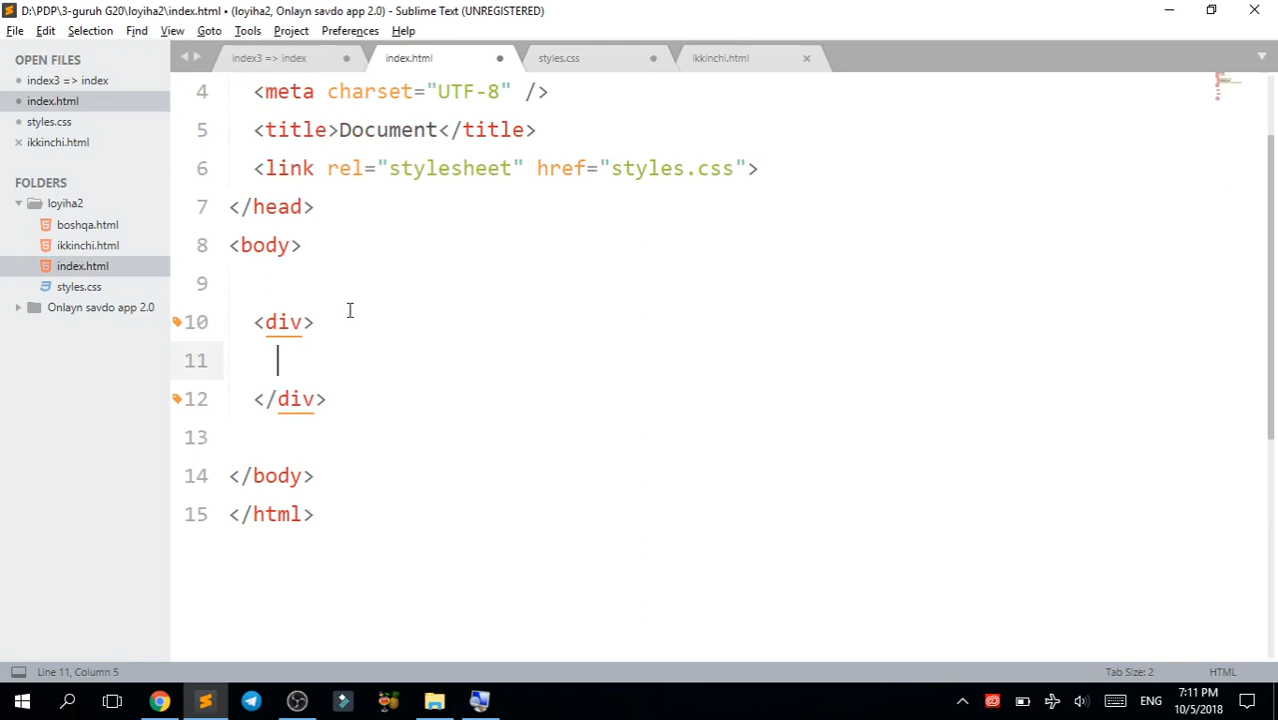 D:\PDP\3-guruh G20\loyiha2\index.html • (loyiha2, Onlayn savdo app 2.0) - Sublime Text (UNREGISTERED)
File Edit Selection Find View Goto Tools Project Preferences Help
OPEN FILES
index3 => index
index.html
styles.css
ikkinchi.html
FOLDERS
loyiha2
boshqa.html
ikkinchi.html
index.html
styles.css
Onlayn savdo app 2.0
index3 => index index.html styles.css ikkinchi.html
4 <meta charset="UTF-8" />
5 <title>Document</title>
6 <link rel="stylesheet" href="styles.css">
7 </head>
8 <body>
9
10 <div>
11
12 </div>
13
14 </body>
15 </html>
Line 11, Column 5 Tab Size: 2 HTML
ENG 7:11 PM
10/5/2018